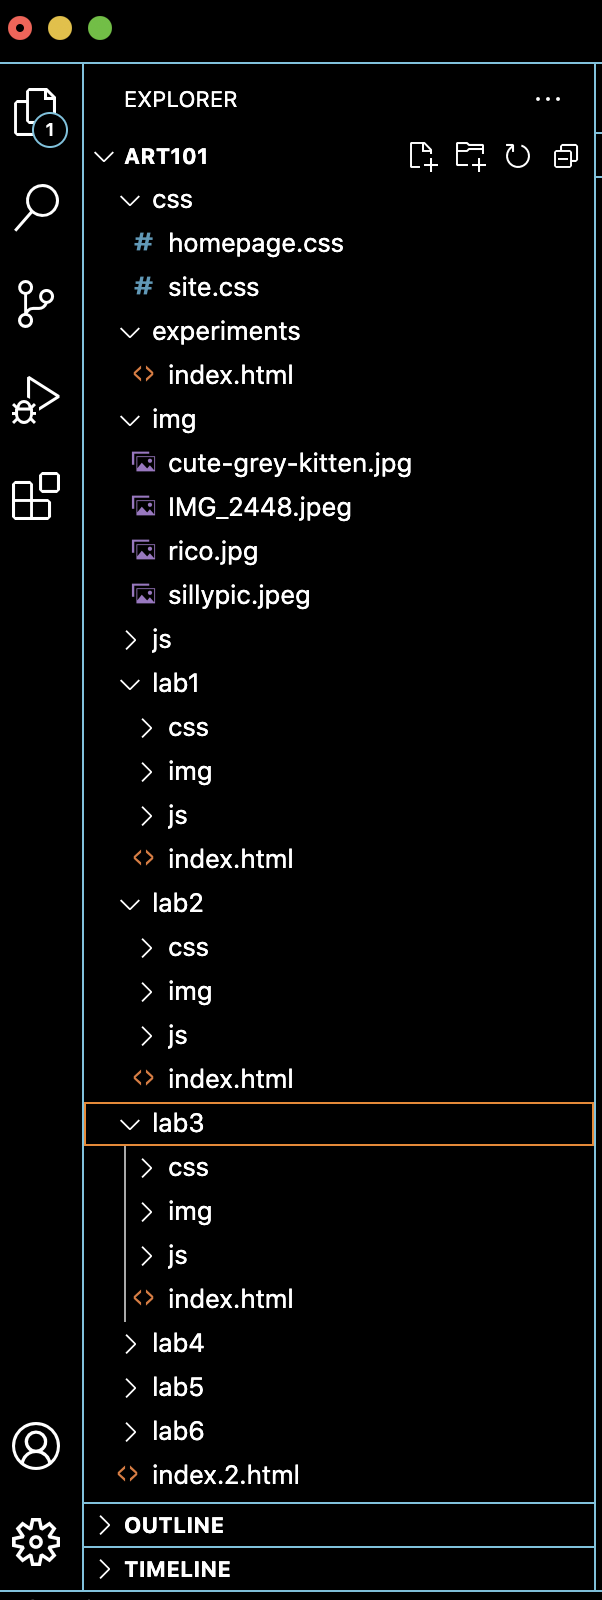 EXPLORER
1
ART101
css
# homepage.css
# site.css
experiments
<> index.html
img
cute-grey-kitten.jpg
IMG_2448.jpeg
rico.jpg
sillypic.jpeg
js
lab1
css
img
js
<> index.html
lab2
css
img
js
<> index.html
lab3
css
img
js
<> index.html
lab4
lab5
lab6
<> index.2.html
OUTLINE
TIMELINE